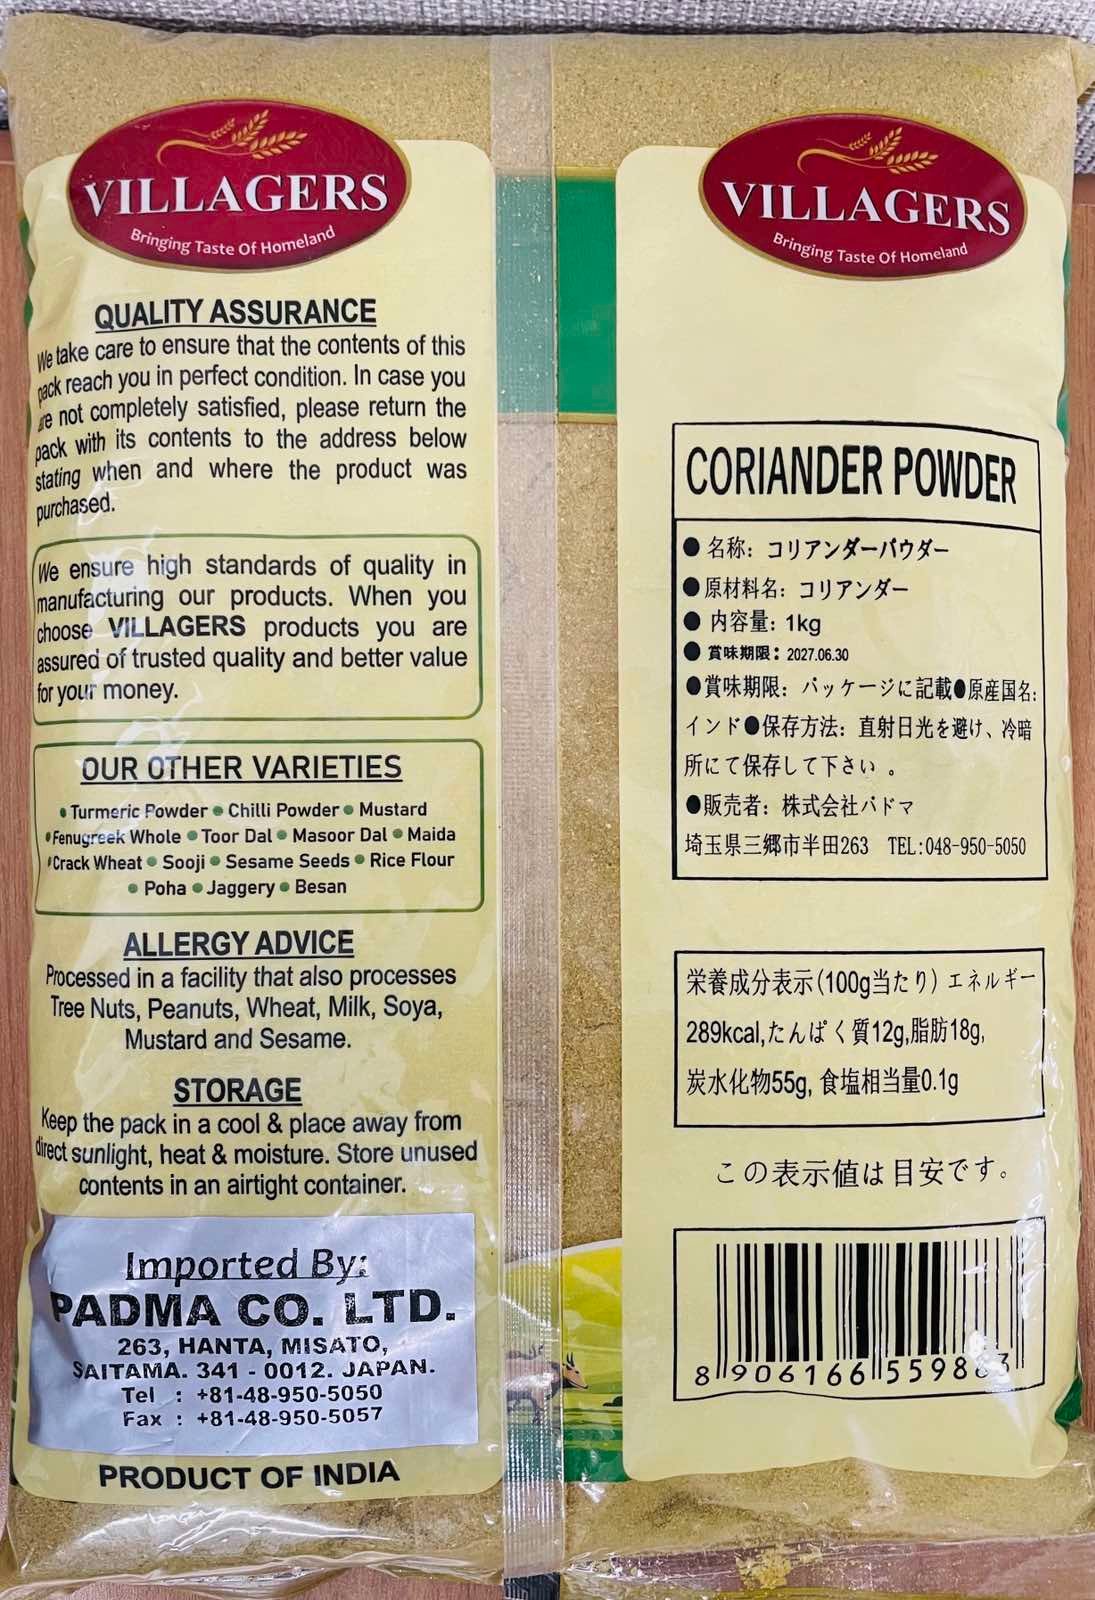 VILLAGERS
Bringing Taste Of Homeland
QUALITY ASSURANCE
We take care to ensure that the contents of this
pack reach you in perfect condition. In case you
are not completely satisfied, please return the
pack with its contents to the address below
stating when and where the product was
purchased.
We ensure high standards of quality in
manufacturing our products. When you
choose VILLAGERS products you are
assured of trusted quality and better value
for your money.
OUR OTHER VARIETIES
• Turmeric Powder • Chilli Powder • Mustard
• Fenugreek Whole • Toor Dal • Masoor Dal • Maida
• Crack Wheat • Sooji • Sesame Seeds • Rice Flour
• Poha • Jaggery • Besan
ALLERGY ADVICE
Processed in a facility that also processes
Tree Nuts, Peanuts, Wheat, Milk, Soya,
Mustard and Sesame.
STORAGE
Keep the pack in a cool & place away from
direct sunlight, heat & moisture. Store unused
contents in an airtight container.
Imported By:
PADMA CO. LTD.
263, HANTA, MISATO,
SAITAMA. 341 - 0012. JAPAN.
Tel : +81-48-950-5050
Fax : +81-48-950-5057
PRODUCT OF INDIA
VILLAGERS
Bringing Taste Of Homeland
CORIANDER POWDER
●名称: コリアンダーパウダー
●原材料名: コリアンダー
●内容量: 1kg
●賞味期限: 2027.06.30
●賞味期限: パッケージに記載●原産国名:
インド●保存方法: 直射日光を避け、冷暗
所にて保存して下さい 。
●販売者: 株式会社パドマ
埼玉県三郷市半田263 TEL:048-950-5050
栄養成分表示(100g当たり) エネルギー
289kcal,たんぱく質12g,脂肪18g,
炭水化物55g, 食塩相当量0.1g
この表示値は目安です。
8 906166 559863